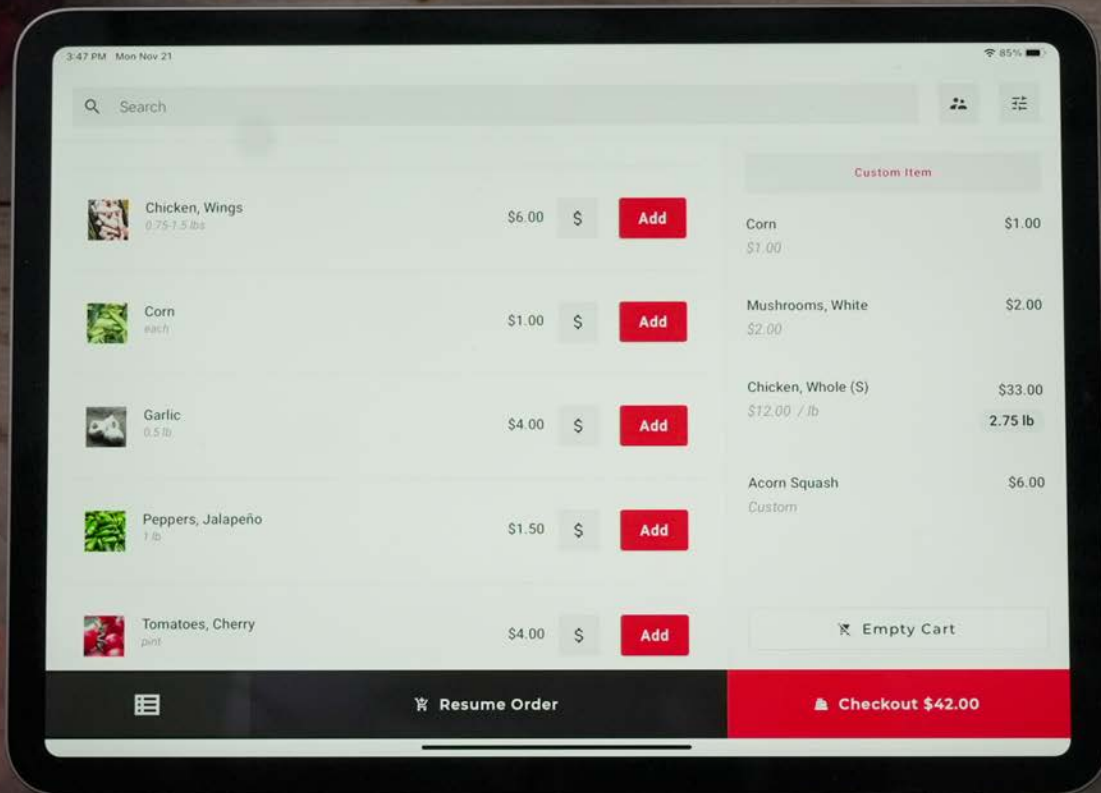 3:47 PM Mon Nov 21
85%
Search
Custom Item
Chicken, Wings
0.75-1.5 lbs
$6.00
$
Add
Corn
each
$1.00
$
Add
Garlic
0.5 lb
$4.00
$
Add
Peppers, Jalapeño
1 lb
$1.50
$
Add
Tomatoes, Cherry
pint
$4.00
$
Add
Corn
$1.00
$1.00
Mushrooms, White
$2.00
$2.00
Chicken, Whole (S)
$33.00
$12.00 / lb
2.75 lb
Acorn Squash
$6.00
Custom
Empty Cart
Resume Order
Checkout $42.00